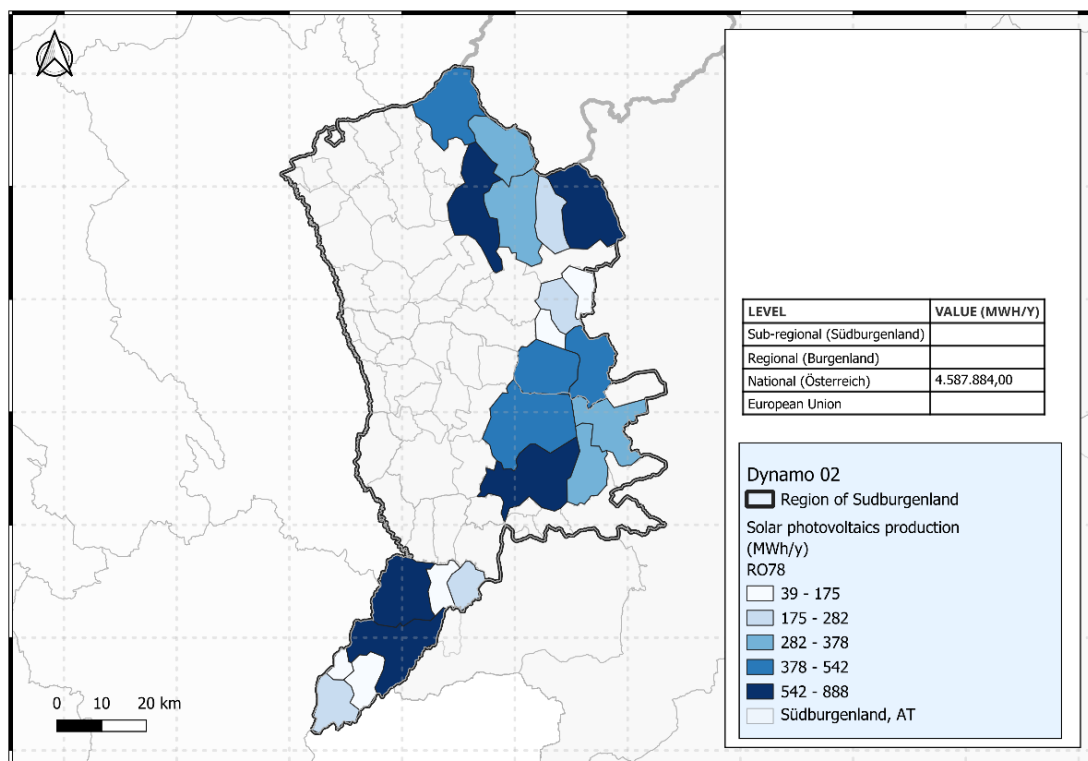 LEVEL VALUE (MWH/Y)
Sub-regional (Südburgenland)
Regional (Burgenland)
National (Österreich) 4.587.884,00
European Union
Dynamo 02
Region of Sudburgenland
Solar photovoltaics production
(MWh/y)
RO78
39 - 175
175 - 282
282 - 378
378 - 542
542 - 888
Südburgenland, AT
0 10 20 km